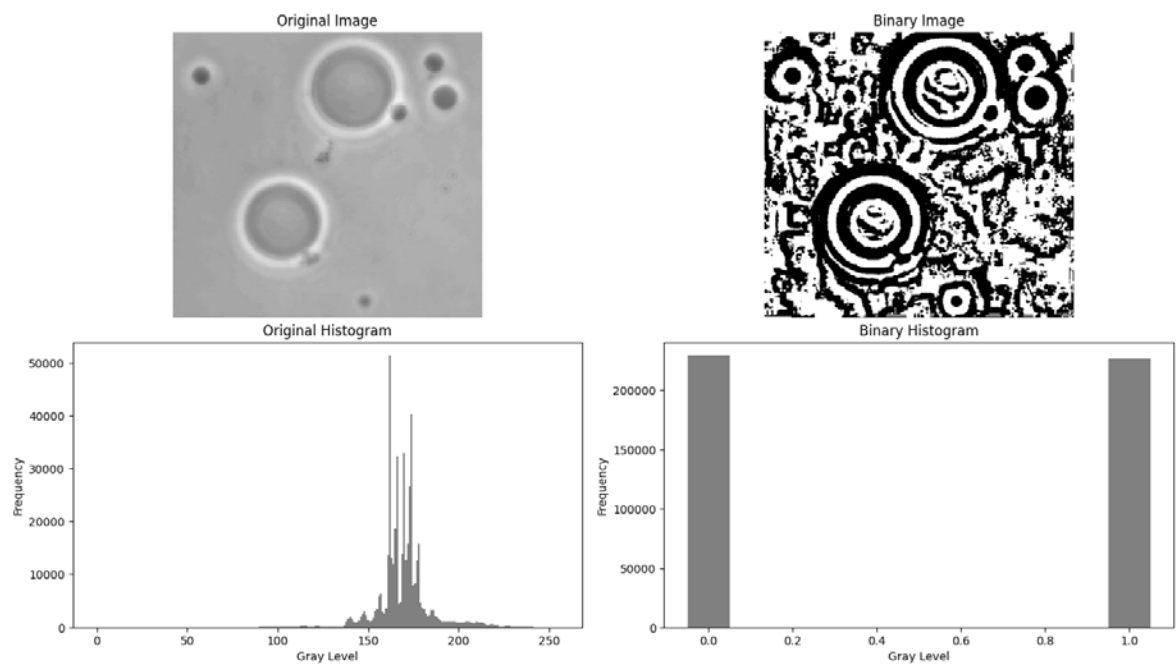 Original Image
Binary Image
Original Histogram
Binary Histogram
50000
40000
30000
20000
10000
0
Frequency
0 50 100 150 200 250
Gray Level
200000
150000
100000
50000
0
Frequency
0.0 0.2 0.4 0.6 0.8 1.0
Gray Level